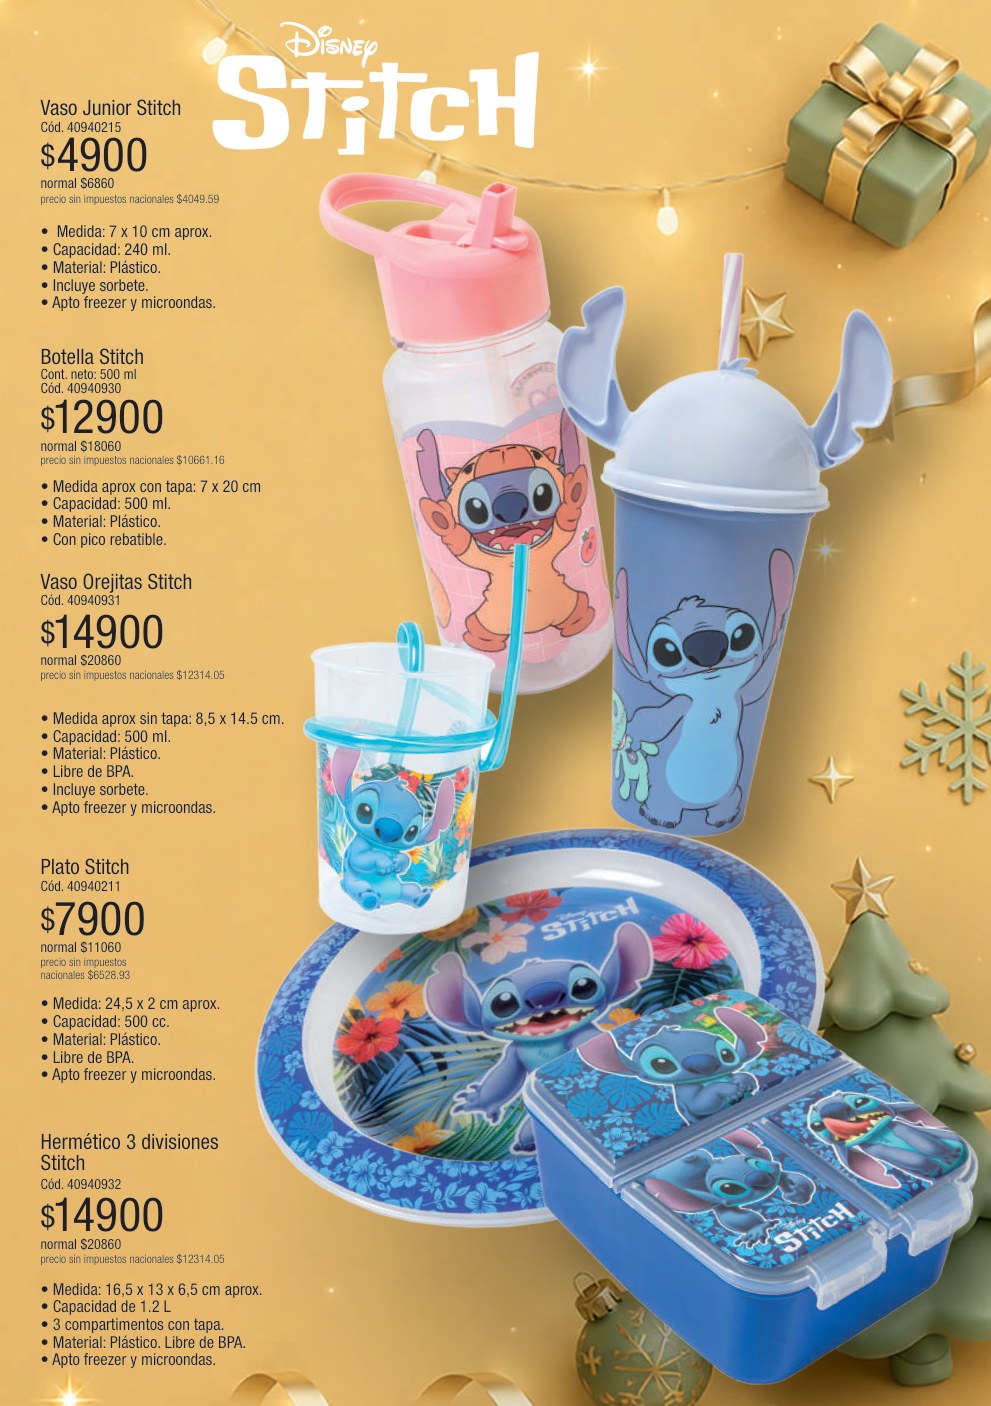 DISNEY
STITCH
Vaso Junior Stitch
Cód. 40940215
$4900
normal $6860
precio sin impuestos nacionales $4049.59
• Medida: 7 x 10 cm aprox.
• Capacidad: 240 ml.
• Material: Plástico.
• Incluye sorbete.
• Apto freezer y microondas.
Botella Stitch
Cont. neto: 500 ml
Cód. 40940930
$12900
normal $18060
precio sin impuestos nacionales $10661.16
• Medida aprox con tapa: 7 x 20 cm
• Capacidad: 500 ml.
• Material: Plástico.
• Con pico rebatible.
Vaso Orejitas Stitch
Cód. 40940931
$14900
normal $20860
precio sin impuestos nacionales $12314.05
• Medida aprox sin tapa: 8,5 x 14.5 cm.
• Capacidad: 500 ml.
• Material: Plástico.
• Libre de BPA.
• Incluye sorbete.
• Apto freezer y microondas.
Plato Stitch
Cód. 40940211
$7900
normal $11060
precio sin impuestos
nacionales $6528.93
• Medida: 24,5 x 2 cm aprox.
• Capacidad: 500 cc.
• Material: Plástico.
• Libre de BPA.
• Apto freezer y microondas.
Hermético 3 divisiones
Stitch
Cód. 40940932
$14900
normal $20860
precio sin impuestos nacionales $12314.05
• Medida: 16,5 x 13 x 6,5 cm aprox.
• Capacidad de 1.2 L
• 3 compartimentos con tapa.
• Material: Plástico. Libre de BPA.
• Apto freezer y microondas.
Disney
STITCH
Disney
STITCH